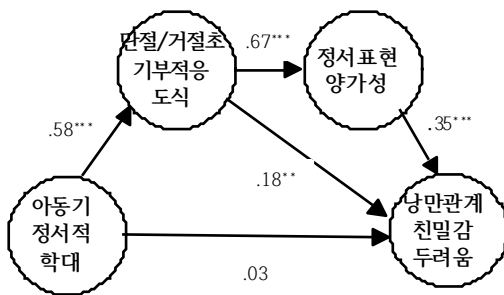 단절/거절초
기부적응
도식
.67***
정서표현
양가성
.58***
.18**
.35***
아동기
정서적
학대
.03
낭만관계
친밀감
두려움